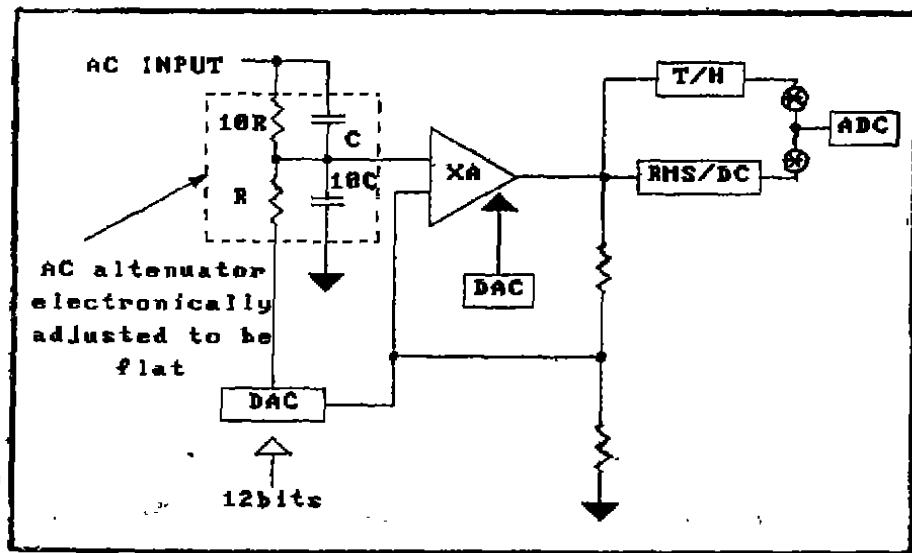 AC INPUT
T/H
10R
C
ADC
XA
10C
RMS/DC
R
DAC
AC altenuator
electronically
adjusted to be
flat
DAC
12bits